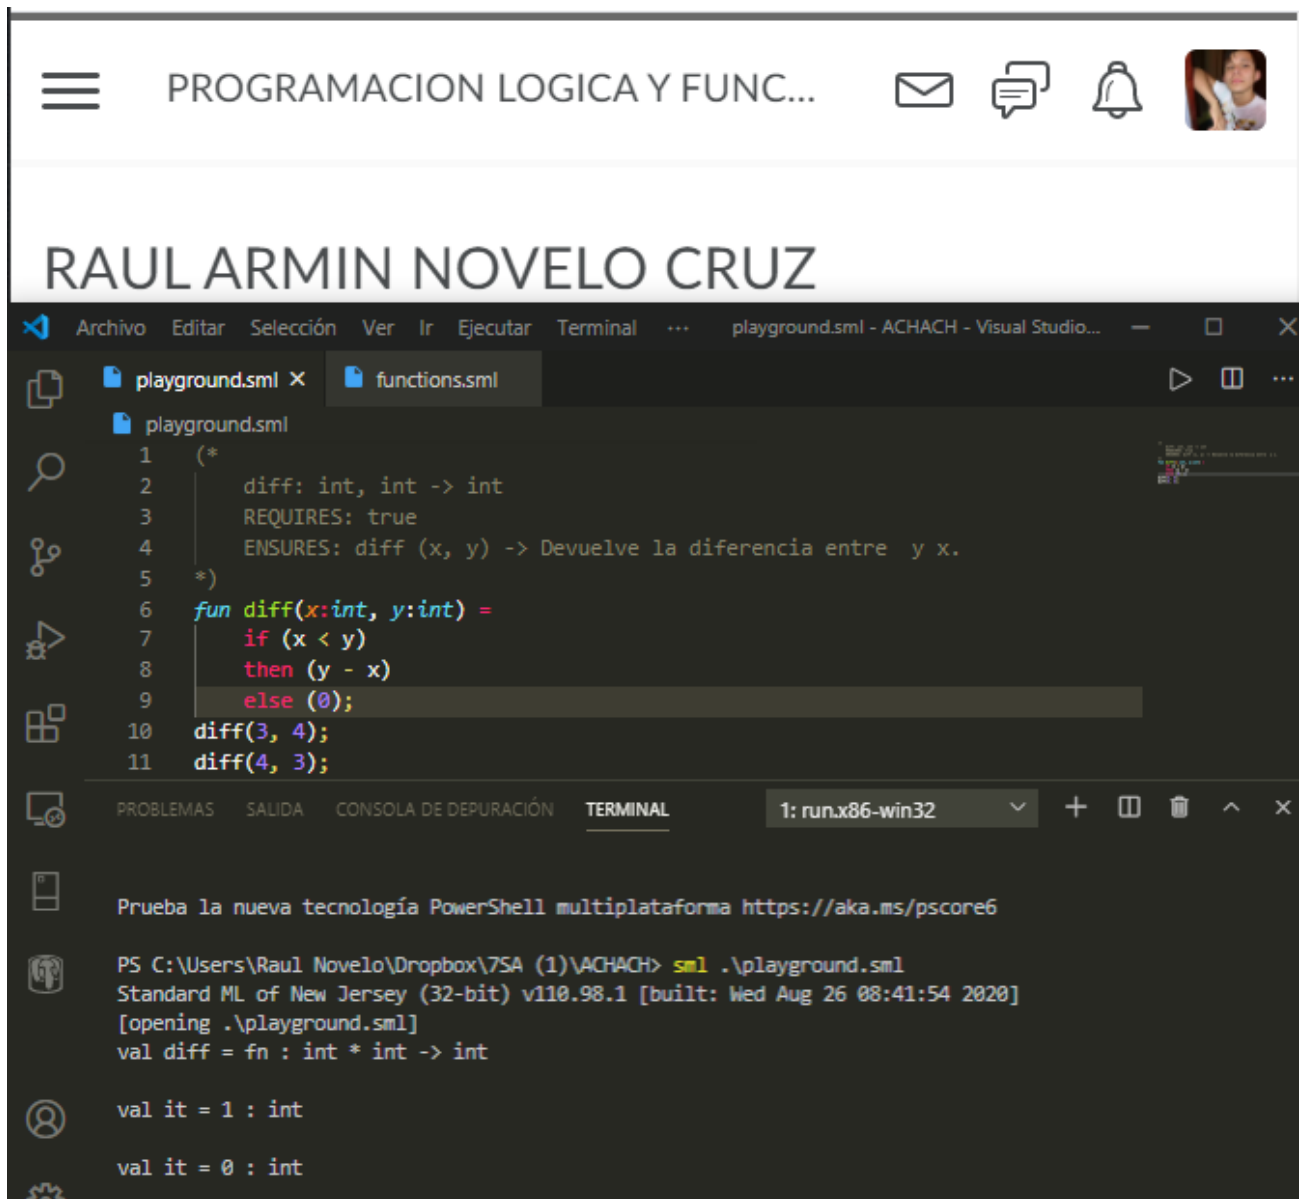 PROGRAMACION LOGICA Y FUNC...
RAUL ARMIN NOVELO CRUZ
Archivo Editar Selección Ver Ir Ejecutar Terminal ··· playground.sml - ACHACH - Visual Studio...
playground.sml functions.sml
playground.sml
1 (*
2 diff: int, int -> int
3 REQUIRES: true
4 ENSURES: diff (x, y) -> Devuelve la diferencia entre  y x.
5 *)
6 fun diff(x:int, y:int) =
7 if (x < y)
8 then (y - x)
9 else (0);
10 diff(3, 4);
11 diff(4, 3);
PROBLEMAS SALIDA CONSOLA DE DEPURACIÓN TERMINAL 1: run.x86-win32
Prueba la nueva tecnología PowerShell multiplataforma https://aka.ms/pscore6
PS C:\Users\Raul Novelo\Dropbox\7SA (1)\ACHACH> sml .\playground.sml
Standard ML of New Jersey (32-bit) v110.98.1 [built: Wed Aug 26 08:41:54 2020]
[opening .\playground.sml]
val diff = fn : int * int -> int
val it = 1 : int
val it = 0 : int